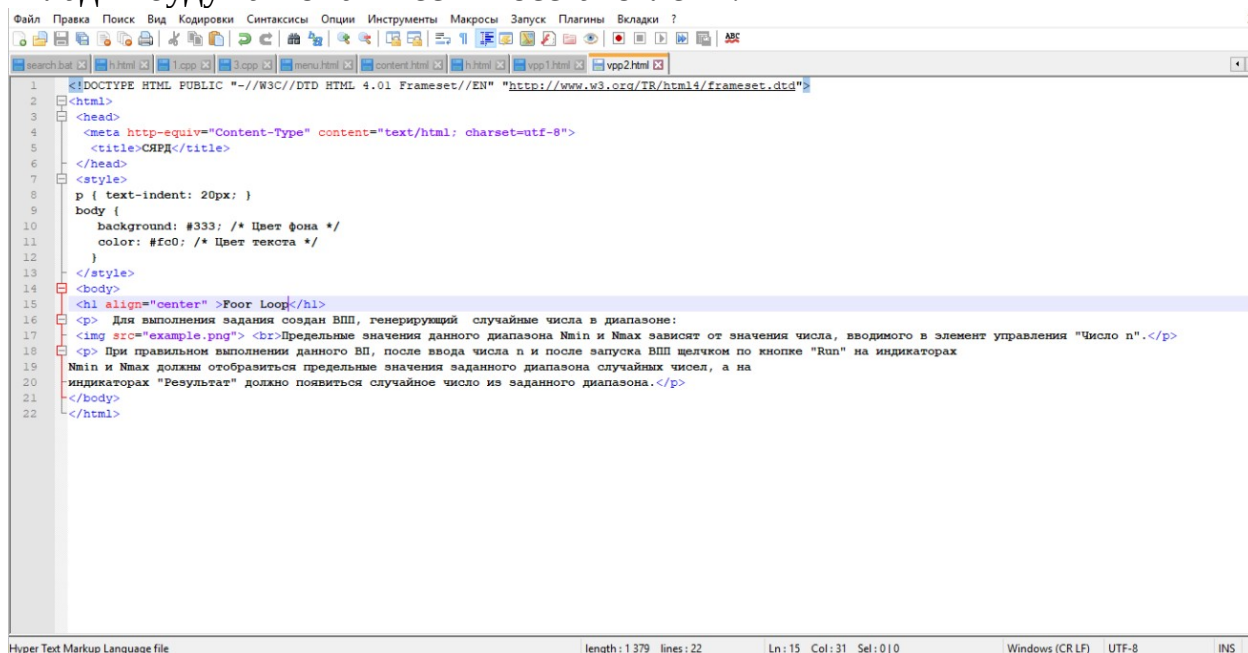 Файл Правка Поиск Вид Кодировки Синтаксисы Опции Инструменты Макросы Запуск Плагины Вкладки ?
search.bat h.html 1.cpp 3.cpp menu.html content.html h.html vpp1.html vpp2.html
1 <!DOCTYPE HTML PUBLIC "-//W3C//DTD HTML 4.01 Frameset//EN" "http://www.w3.org/TR/html4/frameset.dtd">
2 <html>
3 <head>
4 <meta http-equiv="Content-Type" content="text/html; charset=utf-8">
5 <title>СЯРД</title>
6 </head>
7 <style>
8 p { text-indent: 20px; }
9 body {
10 background: #333; /* Цвет фона */
11 color: #fc0; /* Цвет текста */
12 }
13 </style>
14 <body>
15 <h1 align="center" >Foor Loop</h1>
16 <p> Для выполнения задания создан ВПП, генерирующий случайные числа в диапазоне:
17 <img src="example.png"> <br>Предельные значения данного диапазона Nmin и Nmax зависят от значения числа, вводимого в элемент управления "Число n".</p>
18 <p> При правильном выполнении данного ВП, после ввода числа n и после запуска ВПП щелчком по кнопке "Run" на индикаторах
19 Nmin и Nmax должны отобразиться предельные значения заданного диапазона случайных чисел, а на
20 индикаторах "Результат" должно появиться случайное число из заданного диапазона.</p>
21 </body>
22 </html>
Hyper Text Markup Language file length : 1 379 lines : 22 Ln : 15 Col : 31 Sel : 0 | 0 Windows (CR LF) UTF-8 INS